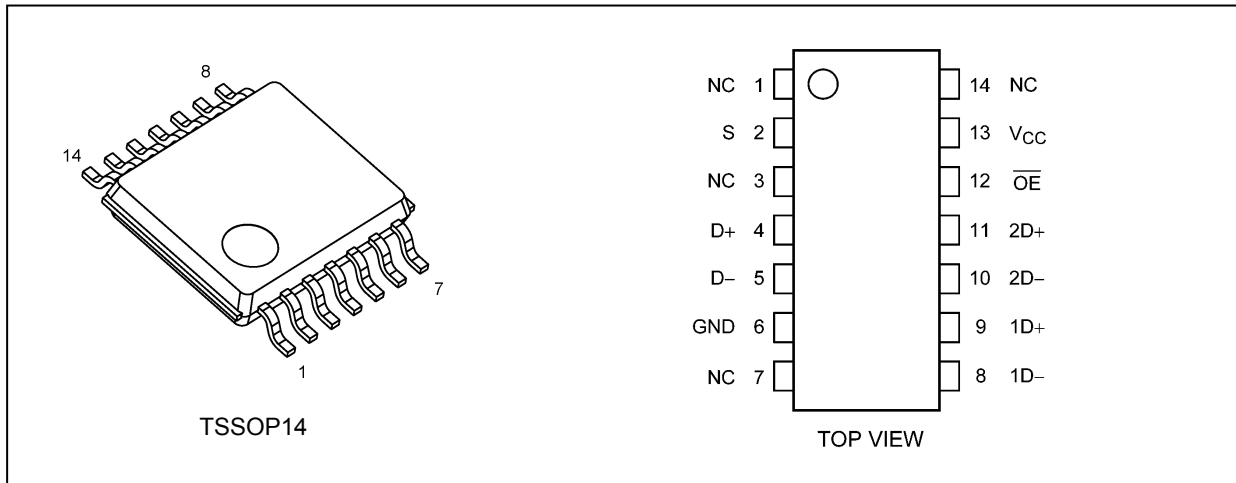 8
14
7
1
TSSOP14
NC 1 14 NC
S 2 13 VCC
NC 3 12 O̅E̅
D+ 4 11 2D+
D− 5 10 2D−
GND 6 9 1D+
NC 7 8 1D−
TOP VIEW